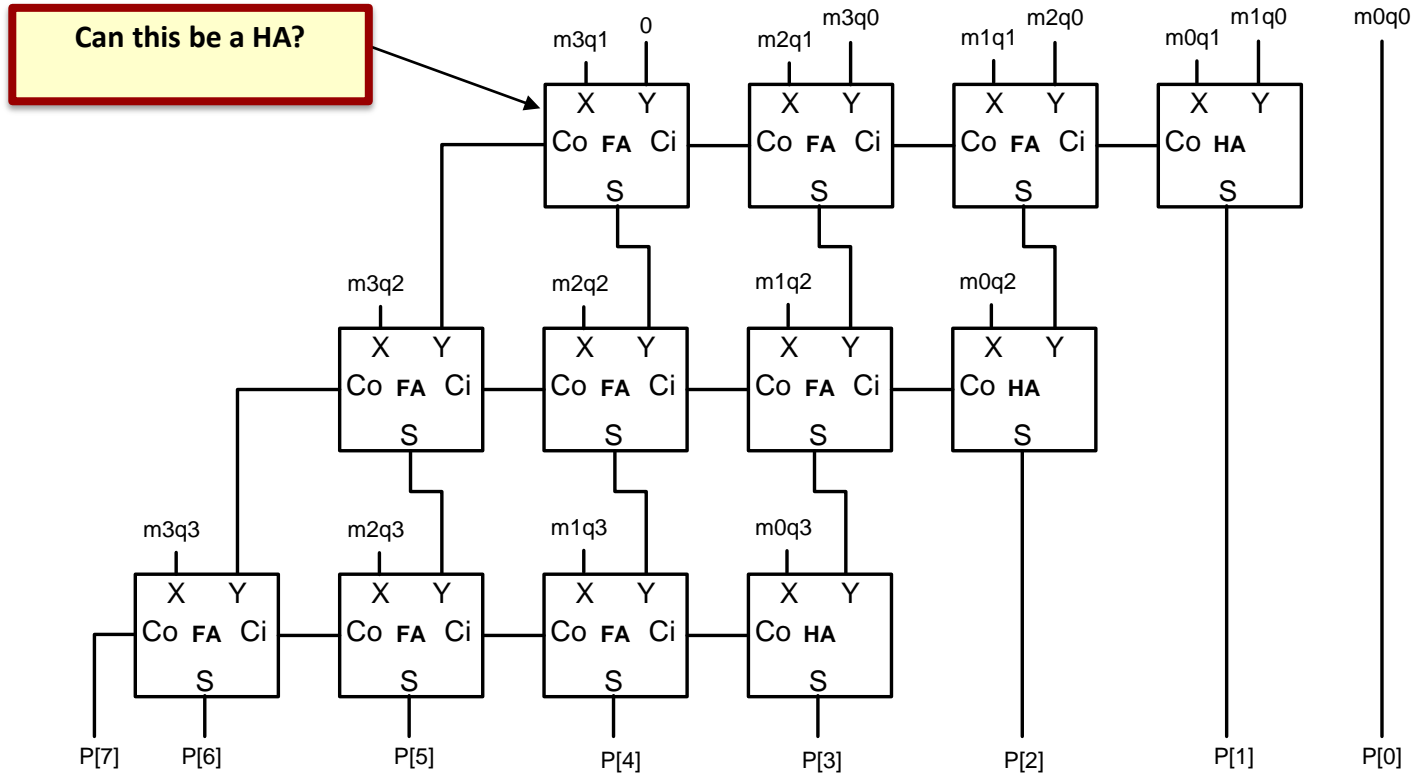 Can this be a HA?
m3q1 0 m2q1 m3q0 m1q1 m2q0 m0q1 m1q0 m0q0
X Y X Y X Y X Y
Co FA Ci Co FA Ci Co FA Ci Co HA
S S S S
m3q2 m2q2 m1q2 m0q2
X Y X Y X Y X Y
Co FA Ci Co FA Ci Co FA Ci Co HA
S S S S
m3q3 m2q3 m1q3 m0q3
X Y X Y X Y X Y
Co FA Ci Co FA Ci Co FA Ci Co HA
S S S S
P[7] P[6] P[5] P[4] P[3] P[2] P[1] P[0]